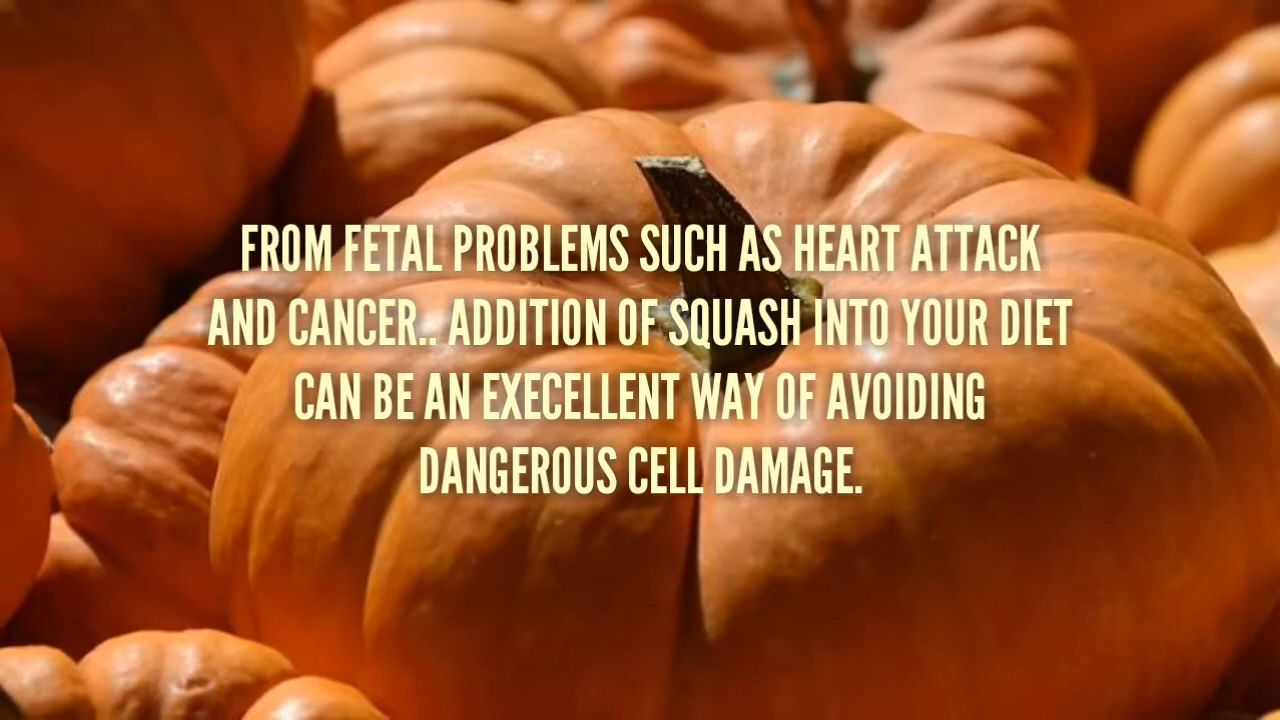 FROM FETAL PROBLEMS SUCH AS HEART ATTACK
AND CANCER.. ADDITION OF SQUASH INTO YOUR DIET
CAN BE AN EXECELLENT WAY OF AVOIDING
DANGEROUS CELL DAMAGE.